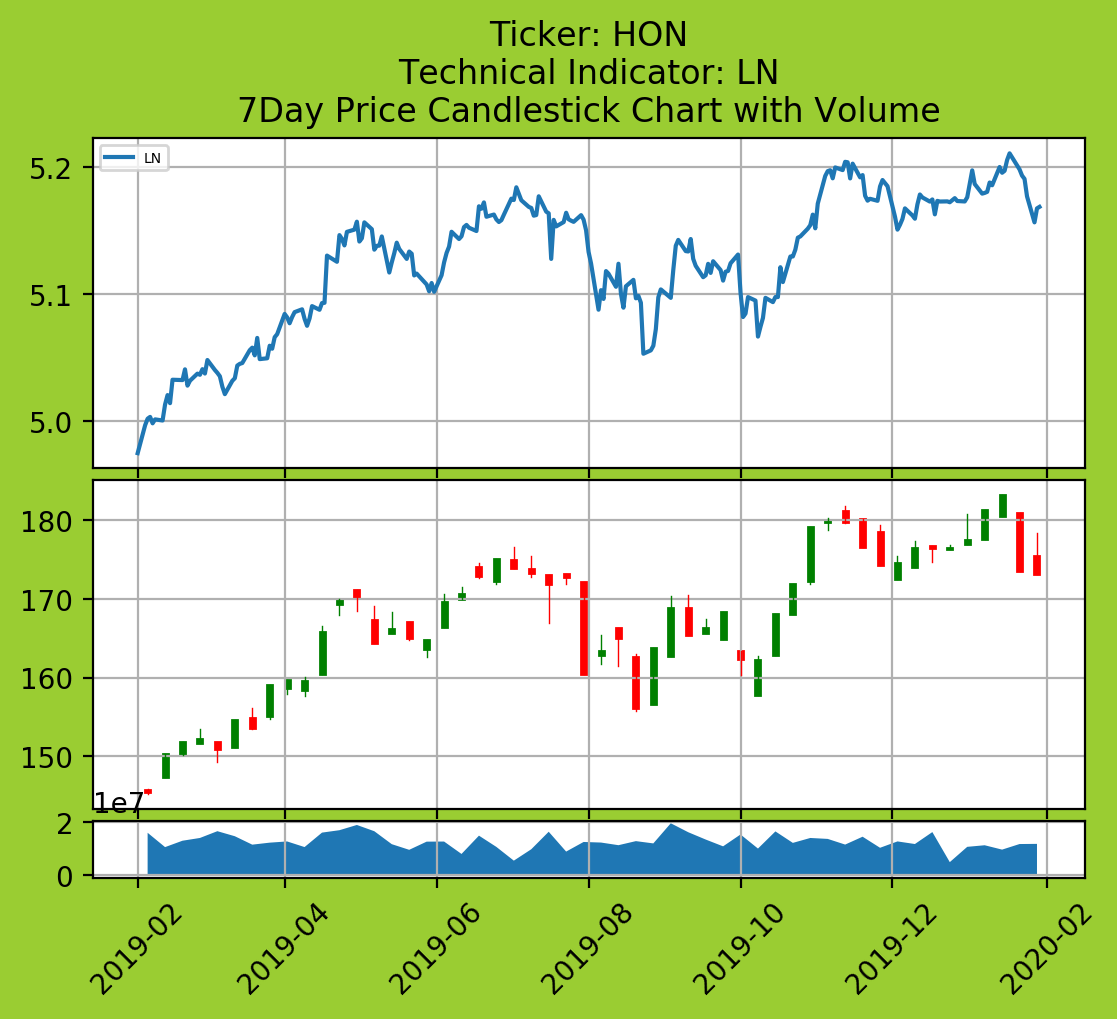 Ticker: HON
Technical Indicator: LN
7Day Price Candlestick Chart with Volume
LN
5.2
5.1
5.0
180
170
160
150
1e7
2
0
2019-02 2019-04 2019-06 2019-08 2019-10 2019-12 2020-02